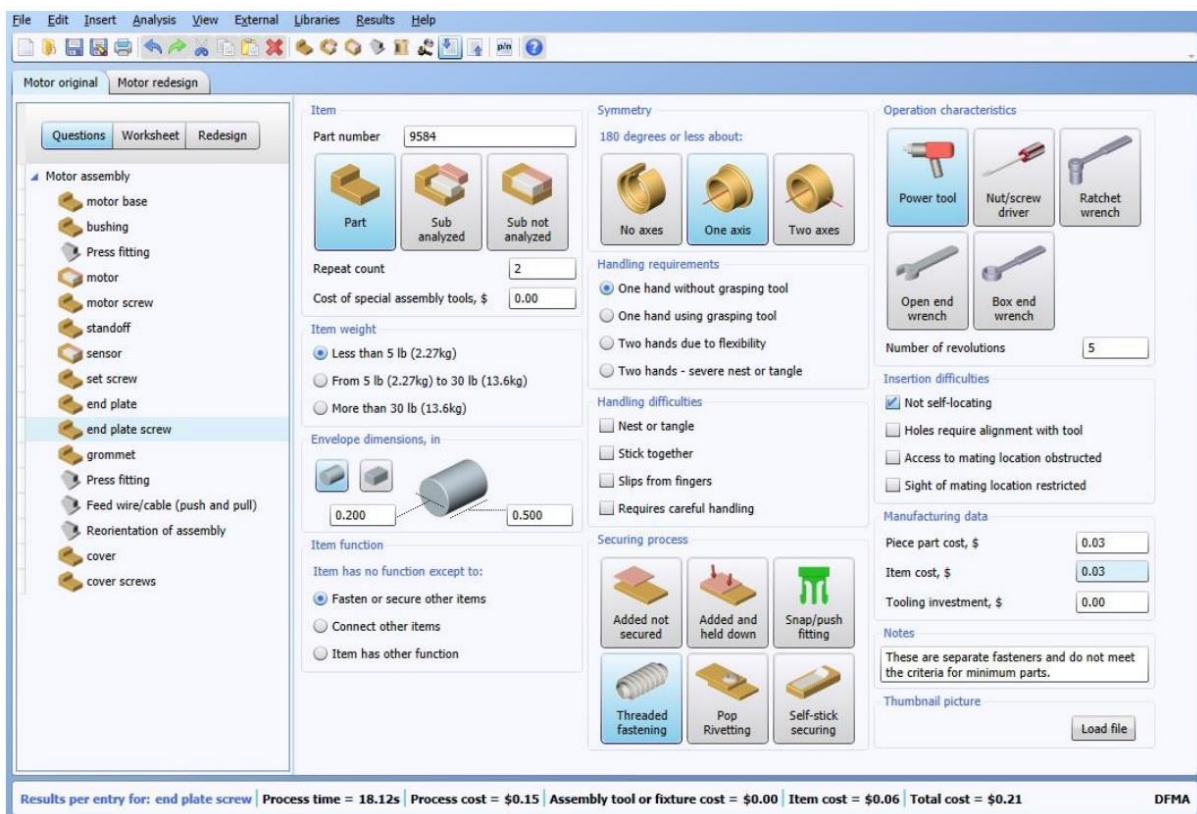 File Edit Insert Analysis View External Libraries Results Help
p/n
Motor original Motor redesign
Questions Worksheet Redesign
Motor assembly
motor base
bushing
Press fitting
motor
motor screw
standoff
sensor
set screw
end plate
end plate screw
grommet
Press fitting
Feed wire/cable (push and pull)
Reorientation of assembly
cover
cover screws
Item
Part number 9584
Part
Sub
analyzed
Sub not
analyzed
Repeat count 2
Cost of special assembly tools, $ 0.00
Item weight
Less than 5 lb (2.27kg)
From 5 lb (2.27kg) to 30 lb (13.6kg)
More than 30 lb (13.6kg)
Envelope dimensions, in
0.200 0.500
Item function
Item has no function except to:
Fasten or secure other items
Connect other items
Item has other function
Symmetry
180 degrees or less about:
No axes One axis Two axes
Handling requirements
One hand without grasping tool
One hand using grasping tool
Two hands due to flexibility
Two hands - severe nest or tangle
Handling difficulties
Nest or tangle
Stick together
Slips from fingers
Requires careful handling
Securing process
Added not
secured
Added and
held down
Snap/push
fitting
Threaded
fastening
Pop
Rivetting
Self-stick
securing
Operation characteristics
Power tool
Nut/screw
driver
Ratchet
wrench
Open end
wrench
Box end
wrench
Number of revolutions 5
Insertion difficulties
Not self-locating
Holes require alignment with tool
Access to mating location obstructed
Sight of mating location restricted
Manufacturing data
Piece part cost, $ 0.03
Item cost, $ 0.03
Tooling investment, $ 0.00
Notes
These are separate fasteners and do not meet
the criteria for minimum parts.
Thumbnail picture
Load file
Results per entry for: end plate screw Process time = 18.12s Process cost = $0.15 Assembly tool or fixture cost = $0.00 Item cost = $0.06 Total cost = $0.21 DFMA